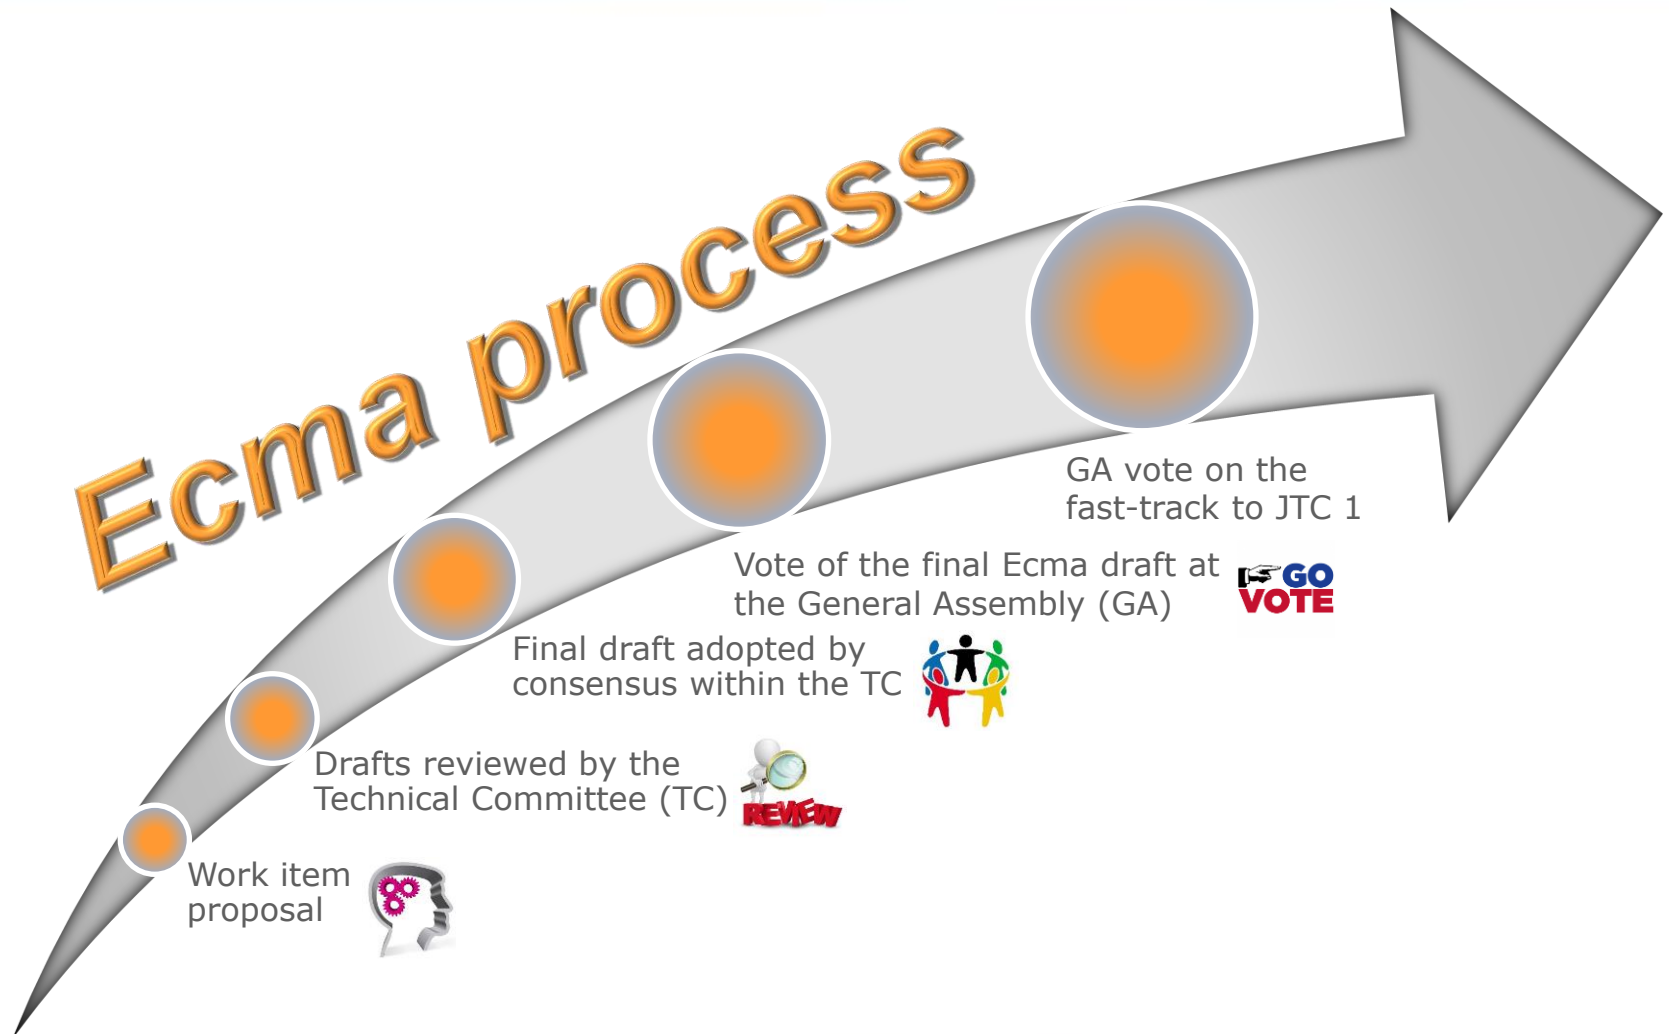 Ecma process
GA vote on the
fast-track to JTC 1
Vote of the final Ecma draft at
the General Assembly (GA)
GO
VOTE
Final draft adopted by
consensus within the TC
Drafts reviewed by the
Technical Committee (TC)
REVIEW
Work item
proposal